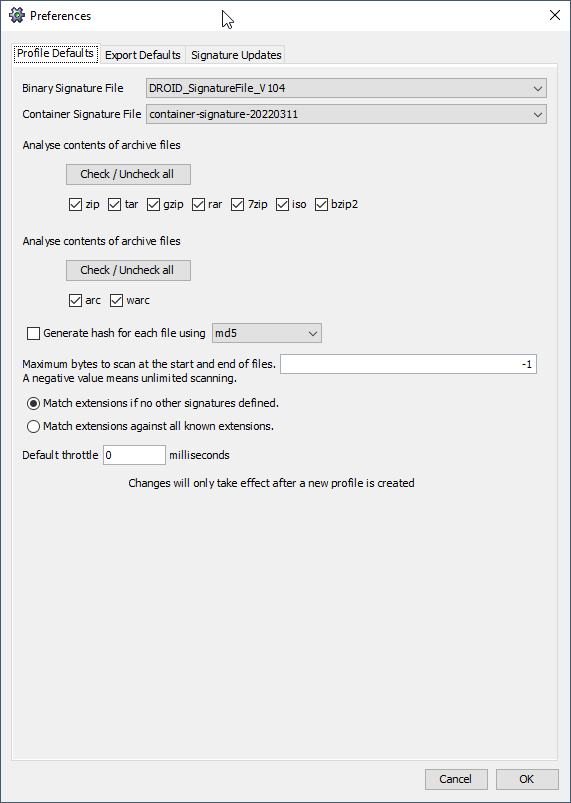 Preferences
Profile Defaults Export Defaults Signature Updates
Binary Signature File DROID_SignatureFile_V104
Container Signature File container-signature-20220311
Analyse contents of archive files
Check / Uncheck all
zip tar gzip rar 7zip iso bzip2
Analyse contents of archive files
Check / Uncheck all
arc warc
Generate hash for each file using md5
Maximum bytes to scan at the start and end of files. -1
A negative value means unlimited scanning.
Match extensions if no other signatures defined.
Match extensions against all known extensions.
Default throttle 0 milliseconds
Changes will only take effect after a new profile is created
Cancel OK